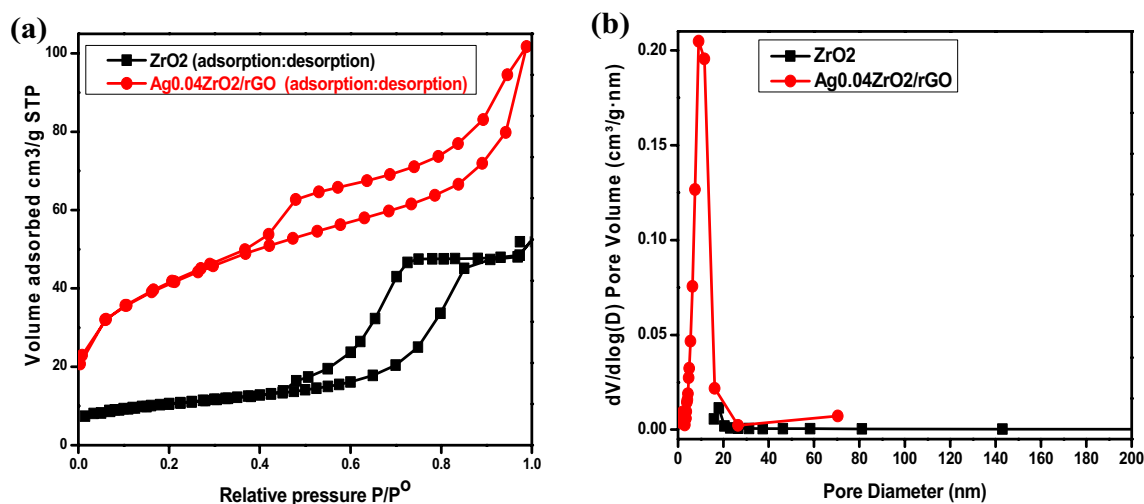 (a)
ZrO2 (adsorption:desorption)
Ag0.04ZrO2/rGO (adsorption:desorption)
Volume adsorbed cm3/g STP
100
80
60
40
20
0
0.0 0.2 0.4 0.6 0.8 1.0
Relative pressure P/P⁰
(b)
ZrO2
Ag0.04ZrO2/rGO
dV/dlog(D) Pore Volume (cm³/g·nm)
0.20
0.15
0.10
0.05
0.00
0 20 40 60 80 100 120 140 160 180 200
Pore Diameter (nm)